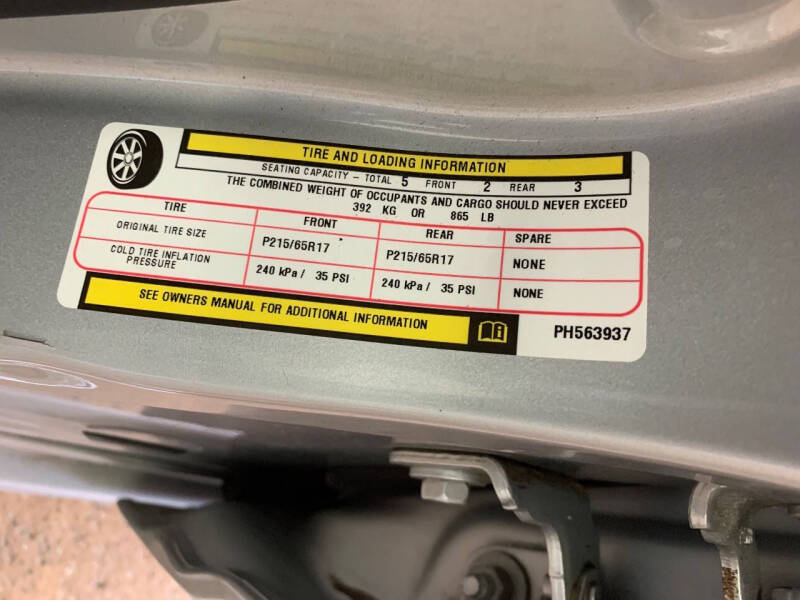 TIRE AND LOADING INFORMATION
SEATING CAPACITY – TOTAL 5 FRONT 2 REAR 3
THE COMBINED WEIGHT OF OCCUPANTS AND CARGO SHOULD NEVER EXCEED
392 KG OR 865 LB
TIRE FRONT REAR SPARE
ORIGINAL TIRE SIZE P215/65R17 P215/65R17 NONE
COLD TIRE INFLATION
PRESSURE 240 kPa / 35 PSI 240 kPa / 35 PSI NONE
SEE OWNERS MANUAL FOR ADDITIONAL INFORMATION
PH563937